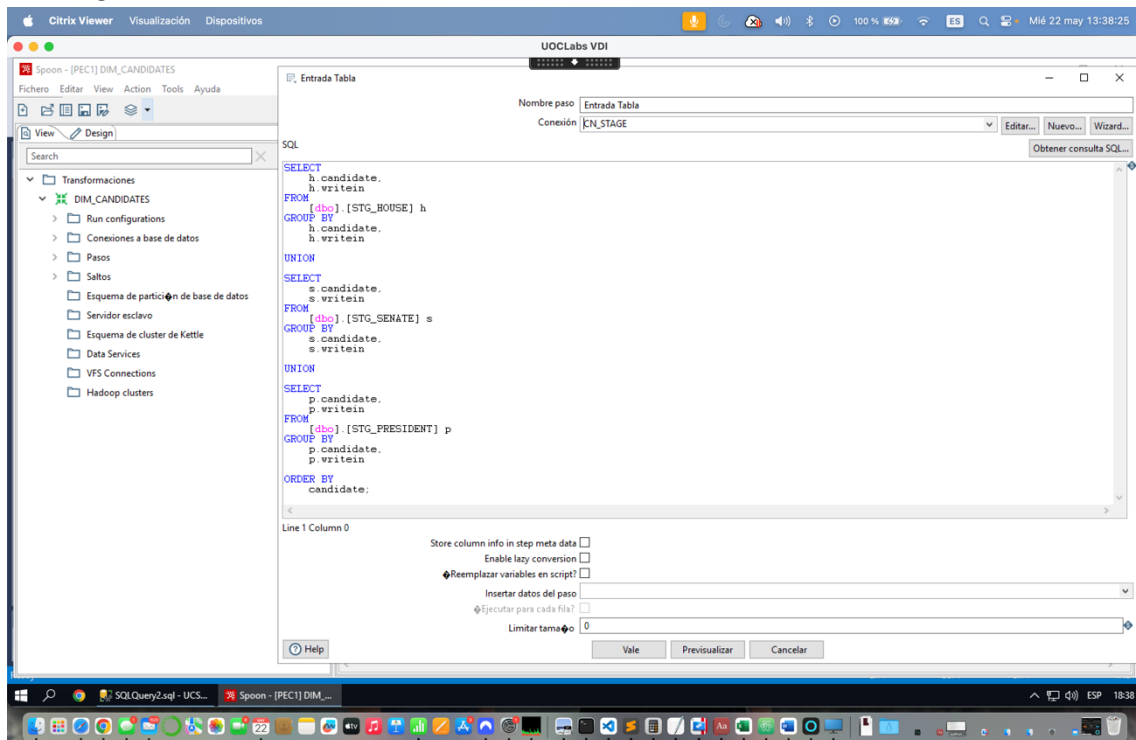 Citrix Viewer Visualización Dispositivos
100 %
ES
Mié 22 may 13:38:25
UOCLabs VDI
Spoon - [PEC1] DIM_CANDIDATES
Fichero Editar View Action Tools Ayuda
View Design
Search
Transformaciones
DIM_CANDIDATES
Run configurations
Conexiones a base de datos
Pasos
Saltos
Esquema de partici�n de base de datos
Servidor esclavo
Esquema de cluster de Kettle
Data Services
VFS Connections
Hadoop clusters
Entrada Tabla
Nombre paso Entrada Tabla
Conexión CN_STAGE
Editar... Nuevo... Wizard...
SQL
Obtener consulta SQL...
SELECT
h.candidate,
h.writein
FROM
[dbo].[STG_HOUSE] h
GROUP BY
h.candidate,
h.writein
UNION
SELECT
s.candidate,
s.writein
FROM
[dbo].[STG_SENATE] s
GROUP BY
s.candidate,
s.writein
UNION
SELECT
p.candidate,
p.writein
FROM
[dbo].[STG_PRESIDENT] p
GROUP BY
p.candidate,
p.writein
ORDER BY
candidate;
Line 1 Column 0
Store column info in step meta data
Enable lazy conversion
�Reemplazar variables en script?
Insertar datos del paso
�Ejecutar para cada fila?
Limitar tama�o 0
Help
Vale Previsualizar Cancelar
SQLQuery2.sql - UCS...
Spoon - [PEC1] DIM_...
ESP 18:38
22